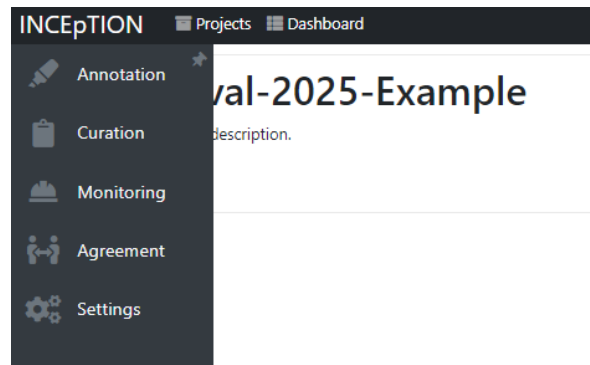 INCEpTION Projects Dashboard
Annotation
val-2025-Example
Curation
description.
Monitoring
Agreement
Settings